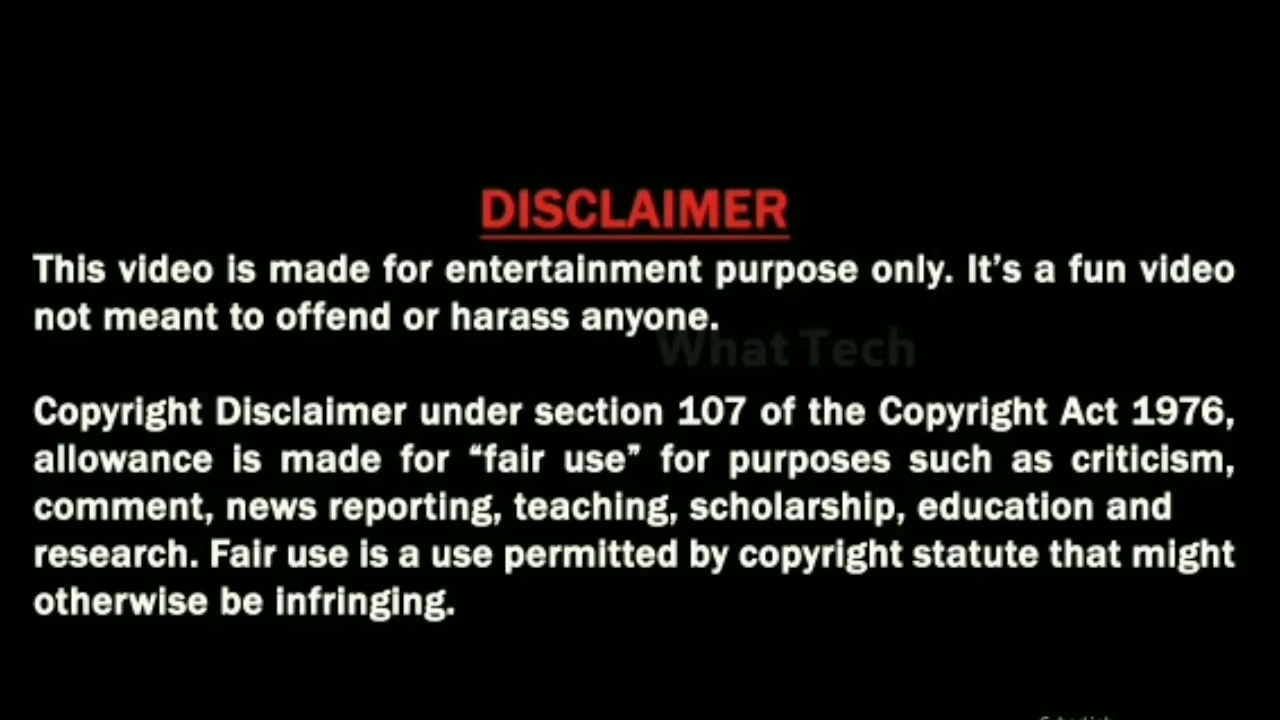 DISCLAIMER
This video is made for entertainment purpose only. It’s a fun video
not meant to offend or harass anyone.
What Tech
Copyright Disclaimer under section 107 of the Copyright Act 1976,
allowance is made for “fair use” for purposes such as criticism,
comment, news reporting, teaching, scholarship, education and
research. Fair use is a use permitted by copyright statute that might
otherwise be infringing.